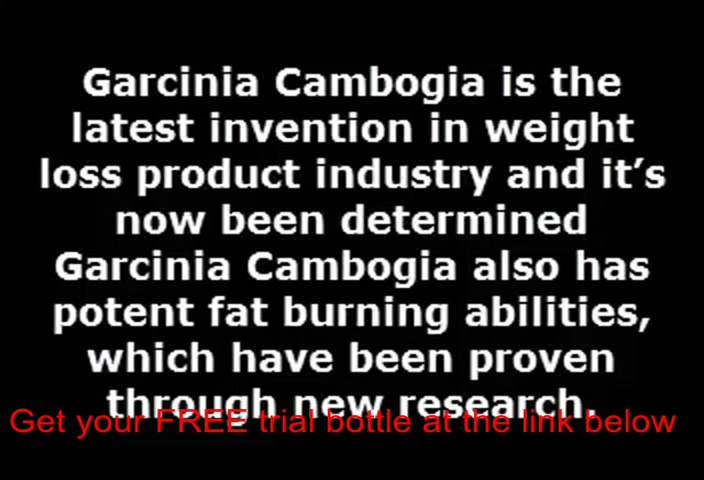 Garcinia Cambogia is the
latest invention in weight
loss product industry and it's
now been determined
Garcinia Cambogia also has
potent fat burning abilities,
which have been proven
through new research.
Get your FREE trial bottle at the link below